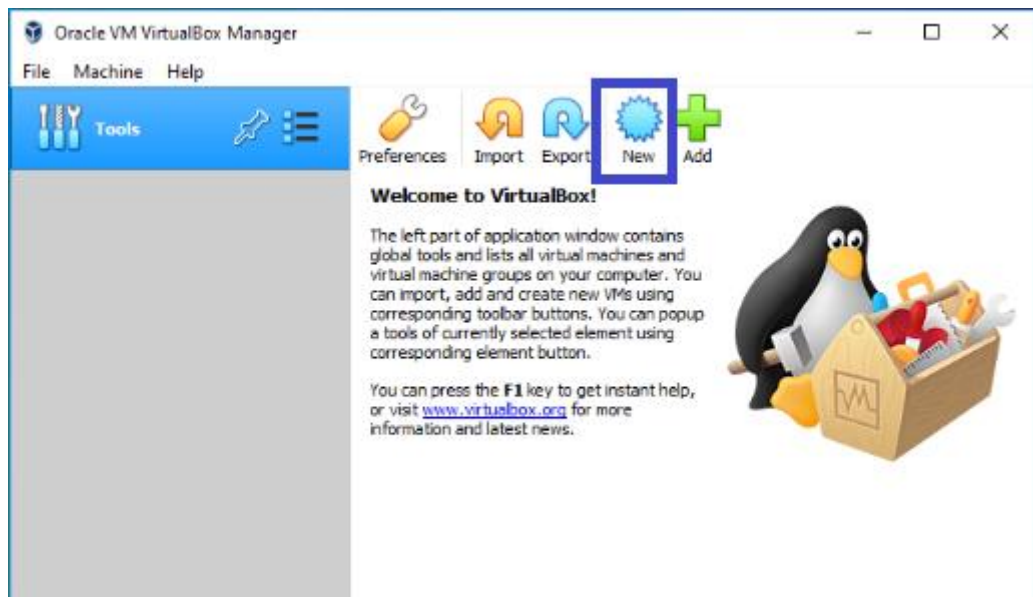 Oracle VM VirtualBox Manager
File Machine Help
Tools
Preferences Import Export New Add
Welcome to VirtualBox!
The left part of application window contains
global tools and lists all virtual machines and
virtual machine groups on your computer. You
can import, add and create new VMs using
corresponding toolbar buttons. You can popup
a tools of currently selected element using
corresponding element button.
You can press the F1 key to get instant help,
or visit www.virtualbox.org for more
information and latest news.